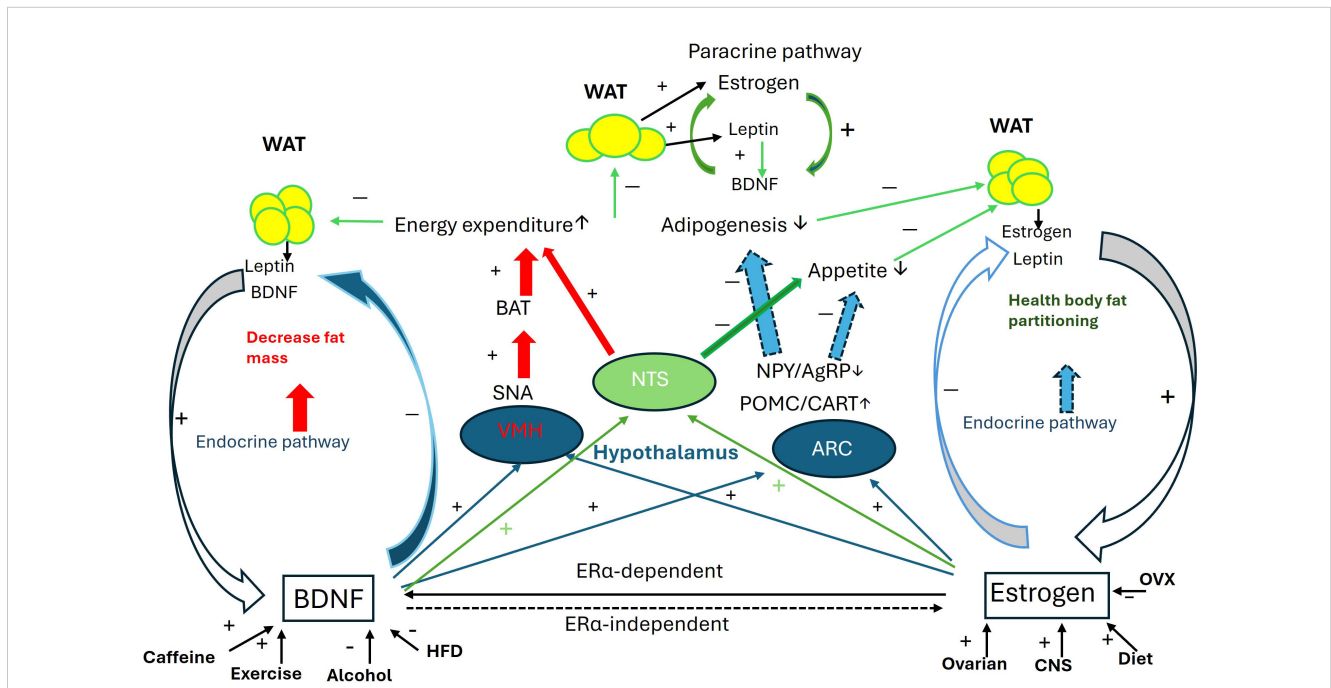 Paracrine pathway
Estrogen
WAT
+
+
Leptin
+
+
BDNF
WAT
WAT
—
—
—
—
Energy expenditure↑
Adipogenesis ↓
Estrogen
Leptin
Appetite ↓
Leptin
BDNF
+
BAT
+
—
—
—
Health body fat
partitioning
Decrease fat
mass
+
SNA
NTS
NPY/AgRP↓
POMC/CART↑
—
+
Endocrine pathway
—
+
Endocrine pathway
VMH
Hypothalamus
ARC
+
+
+
+
+
+
ERα-dependent
BDNF
Estrogen
OVX
—
ERα-independent
+
+
-
-
Caffeine
Exercise
Alcohol
HFD
+
+
+
Ovarian
CNS
Diet